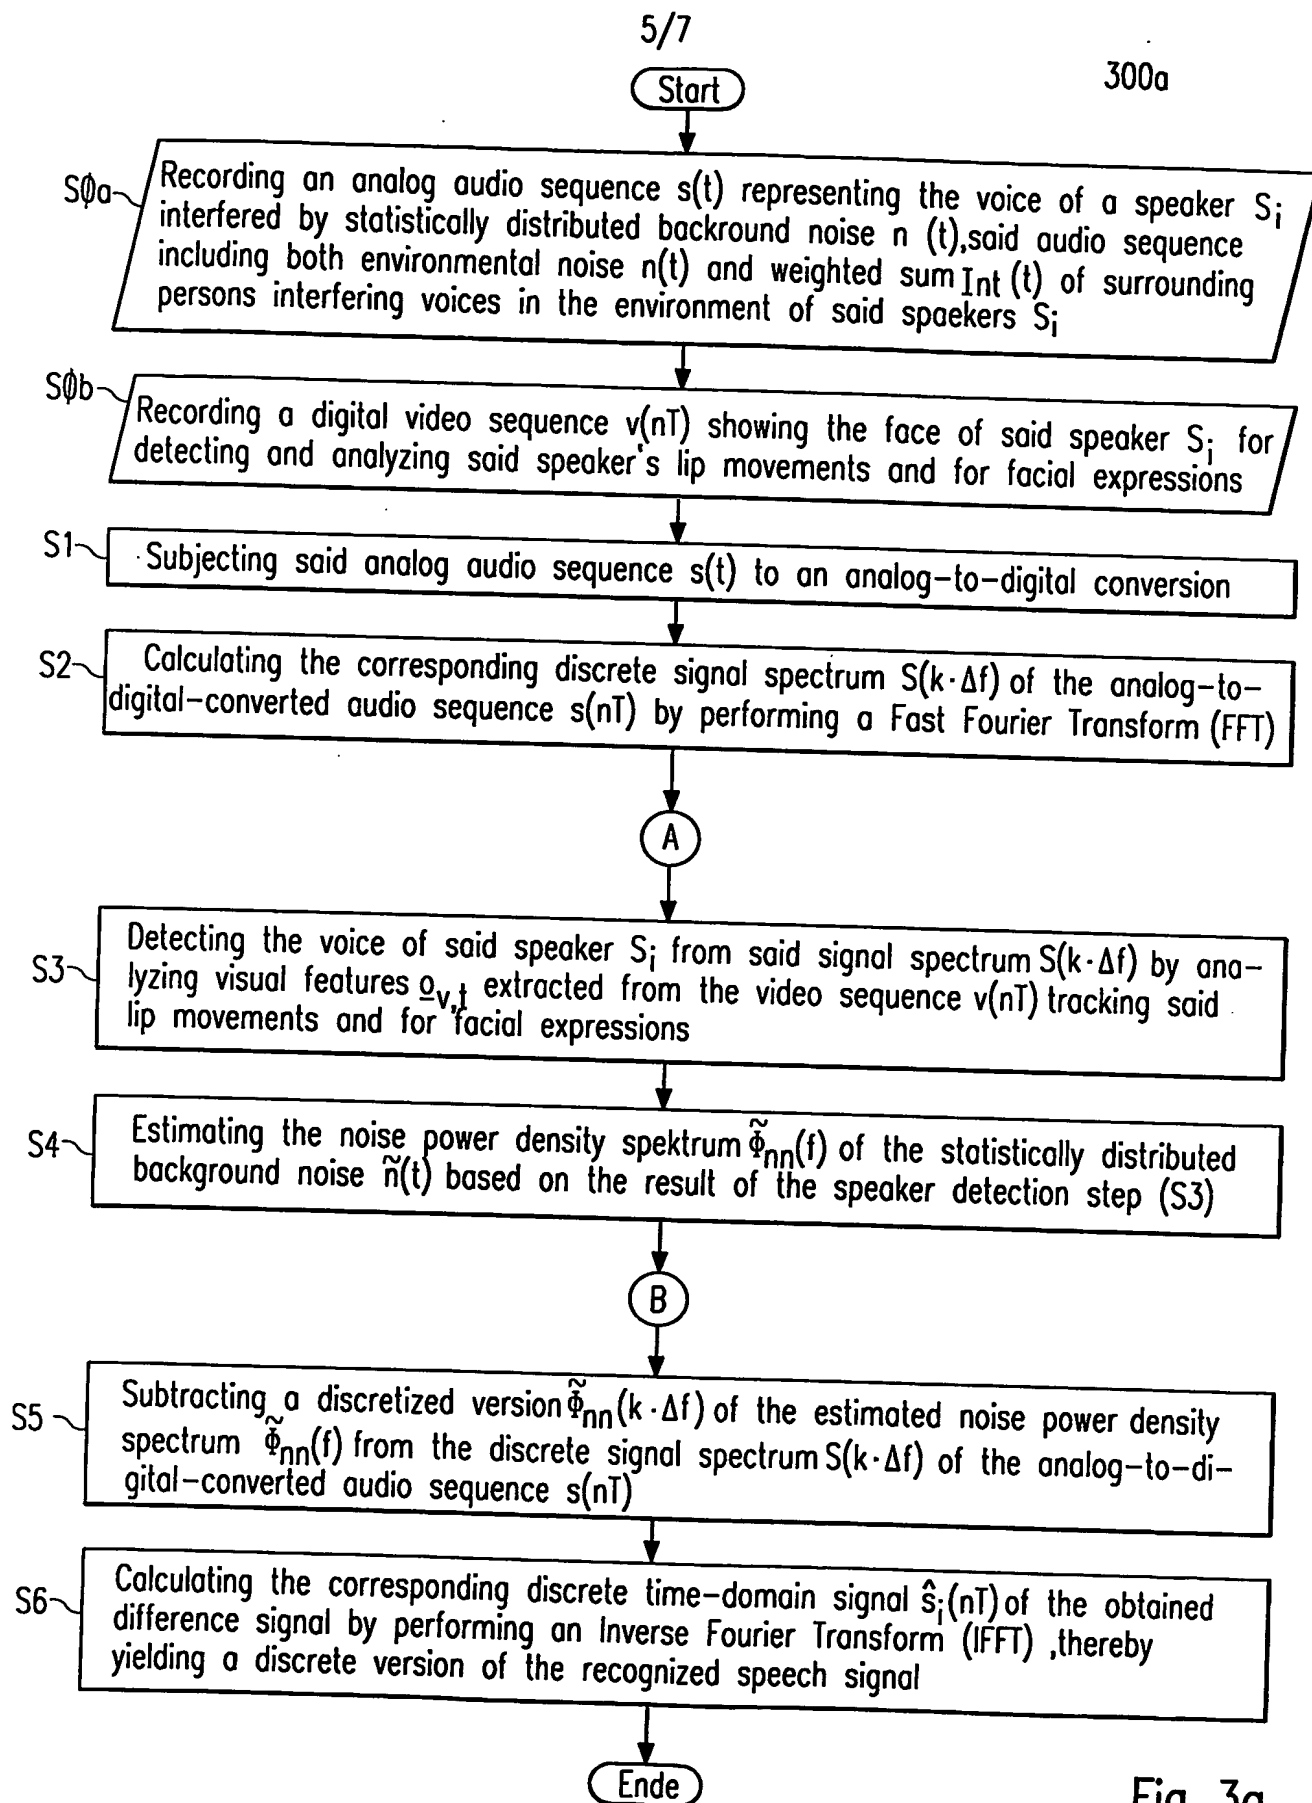 5/7
300a
Start
SØa
Recording an analog audio sequence s(t) representing the voice of a speaker Si
interfered by statistically distributed backround noise n (t),said audio sequence
including both environmental noise n(t) and weighted sum Int (t) of surrounding
persons interfering voices in the environment of said spaekers Si
SØb
Recording a digital video sequence v(nT) showing the face of said speaker Si for
detecting and analyzing said speaker's lip movements and for facial expressions
S1
Subjecting said analog audio sequence s(t) to an analog-to-digital conversion
S2
Calculating the corresponding discrete signal spectrum S(k·Δf) of the analog-to-
digital-converted audio sequence s(nT) by performing a Fast Fourier Transform (FFT)
A
S3
Detecting the voice of said speaker Si from said signal spectrum S(k·Δf) by ana-
lyzing visual features o̲v,t extracted from the video sequence v(nT) tracking said
lip movements and for facial expressions
S4
Estimating the noise power density spektrum Φ̃nn(f) of the statistically distributed
background noise ñ(t) based on the result of the speaker detection step (S3)
B
S5
Subtracting a discretized version Φ̃nn(k·Δf) of the estimated noise power density
spectrum Φ̃nn(f) from the discrete signal spectrum S(k·Δf) of the analog-to-di-
gital-converted audio sequence s(nT)
S6
Calculating the corresponding discrete time-domain signal ŝi(nT) of the obtained
difference signal by performing an Inverse Fourier Transform (IFFT) ,thereby
yielding a discrete version of the recognized speech signal
Ende
Fig. 3a